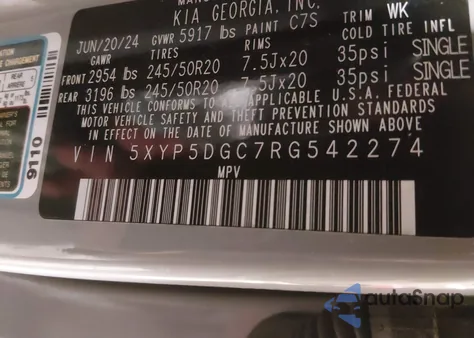 KIA GEORGIA, INC.
JUN/20/24 GVWR 5917 lbs PAINT C7S TRIM WK
GAWR TIRES RIMS COLD TIRE INFL
FRONT 2954 lbs 245/50R20 7.5Jx20 35psi SINGLE
REAR 3196 lbs 245/50R20 7.5Jx20 35psi SINGLE
THIS VEHICLE CONFORMS TO ALL APPLICABLE U.S.A. FEDERAL
MOTOR VEHICLE SAFETY AND THEFT PREVENTION STANDARDS
IN EFFECT ON THE DATE OF MANUFACTURE SHOWN ABOVE
VIN 5XYP5DGC7RG542274
MPV
9110
autoSnap